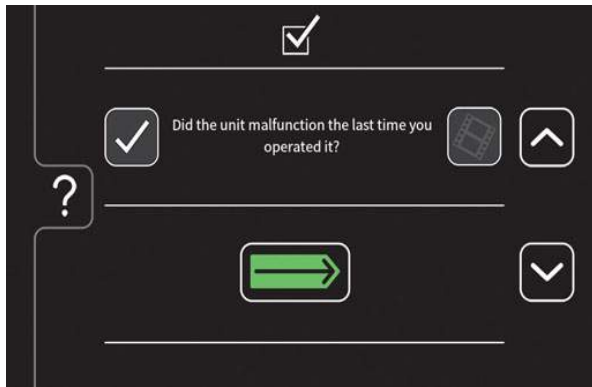 Did the unit malfunction the last time you
operated it?
?